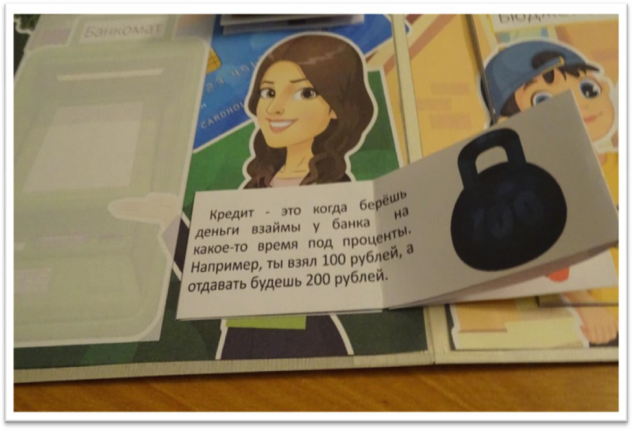 Банкомат
CARDHOL
Кредит - это когда берёшь
деньги взаймы у банка на
какое-то время под проценты.
Например, ты взял 100 рублей, а
отдавать будешь 200 рублей.
100